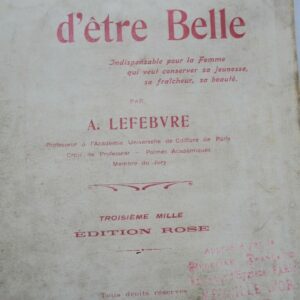 d'être Belle
Indispensable pour la Femme
qui veut conserver sa jeunesse,
sa fraîcheur, sa beauté.
PAR
A. LEFEBVRE
Professeur à l'Académie Universelle de Coiffure de Paris
Croix de Professeur - Palmes Académiques
Membre du Jury
TROISIÈME MILLE
ÉDITION ROSE
Tous droits réservés